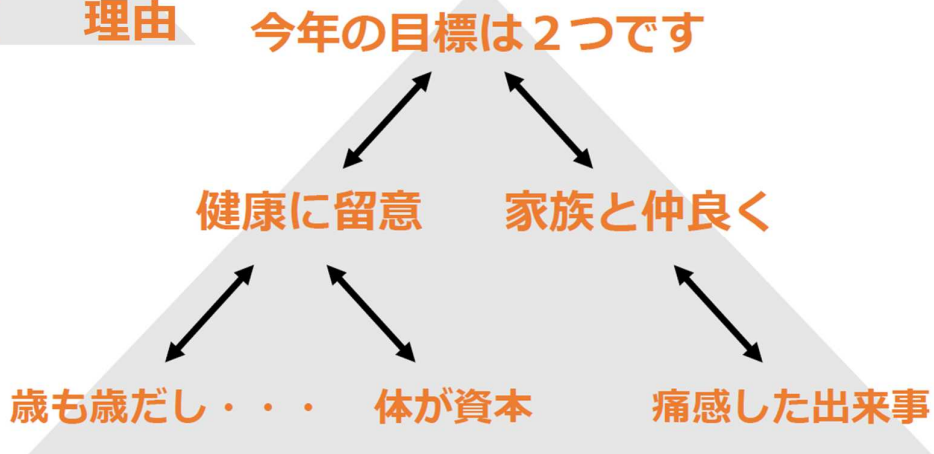 理由
今年の目標は２つです
健康に留意
家族と仲良く
歳も歳だし・・・
体が資本
痛感した出来事